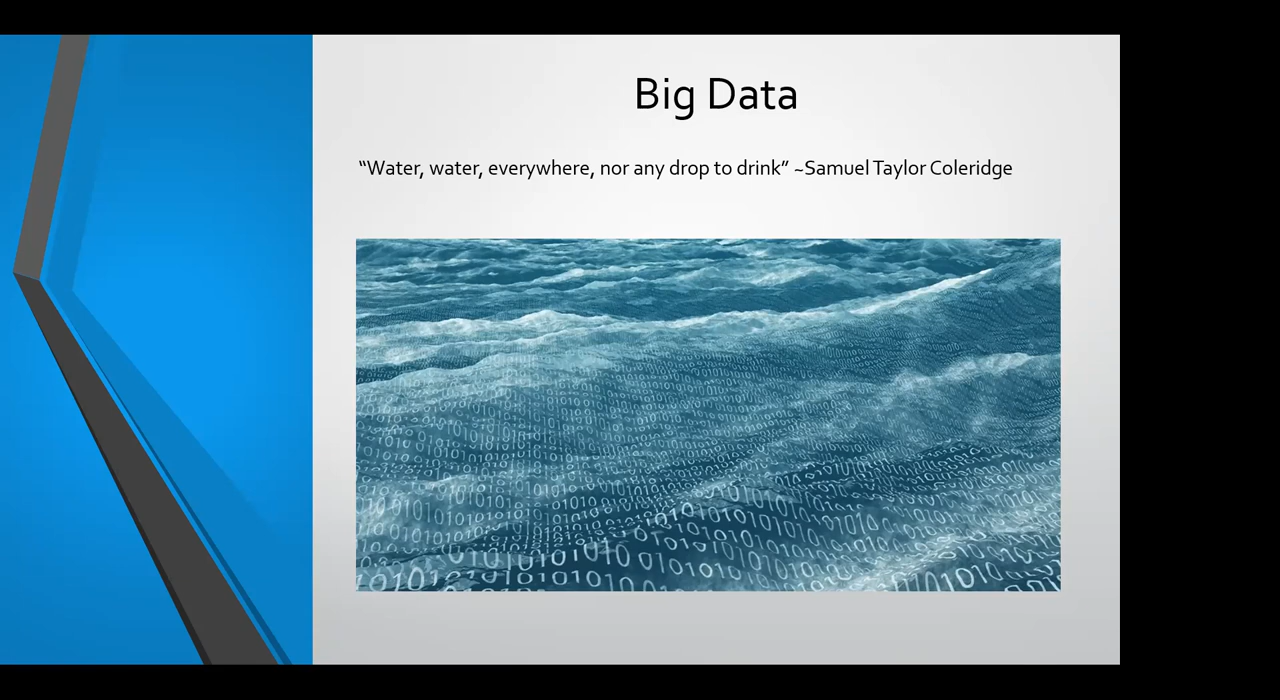 Big Data
“Water, water, everywhere, nor any drop to drink” ~Samuel Taylor Coleridge